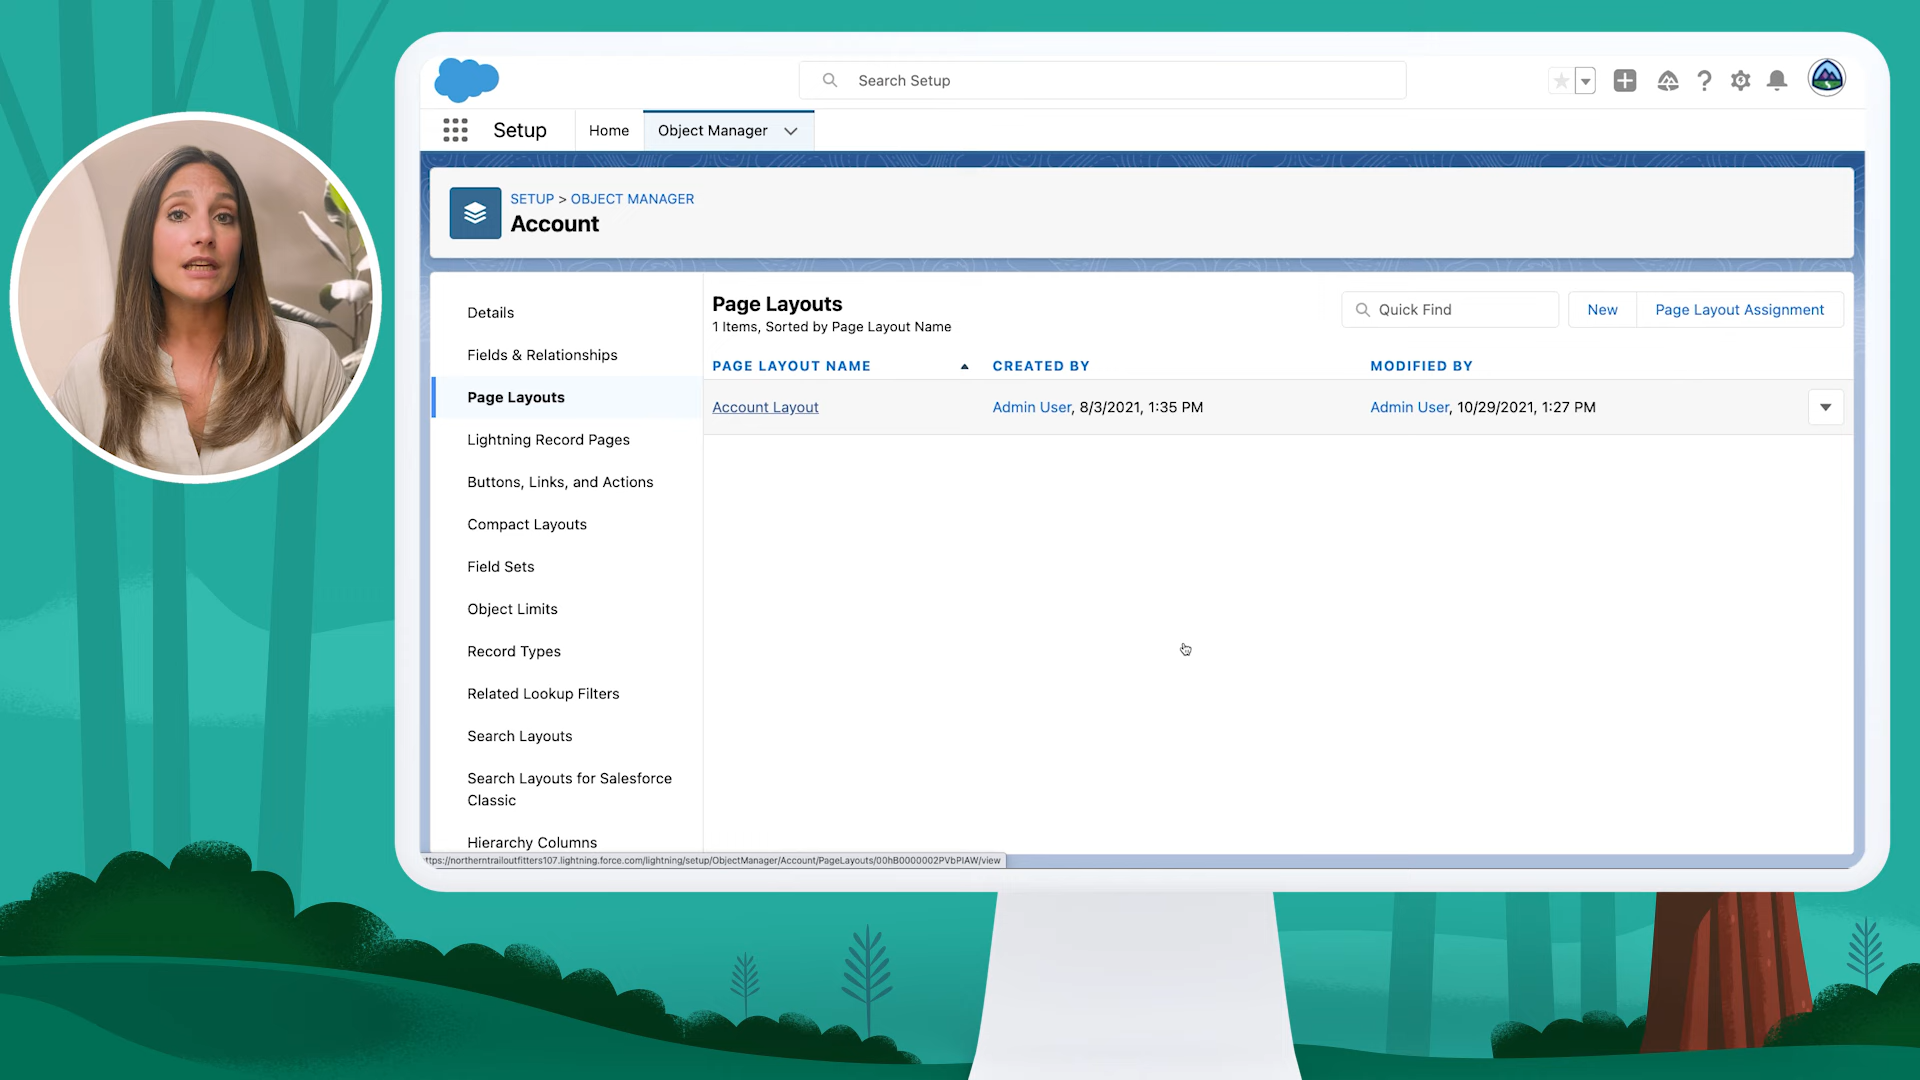 Search Setup
Setup
Home
Object Manager
SETUP > OBJECT MANAGER
Account
Details
Fields & Relationships
Page Layouts
Lightning Record Pages
Buttons, Links, and Actions
Compact Layouts
Field Sets
Object Limits
Record Types
Related Lookup Filters
Search Layouts
Search Layouts for Salesforce
Classic
Hierarchy Columns
Page Layouts
1 Items, Sorted by Page Layout Name
Quick Find
New
Page Layout Assignment
PAGE LAYOUT NAME CREATED BY MODIFIED BY
Account Layout Admin User, 8/3/2021, 1:35 PM Admin User, 10/29/2021, 1:27 PM
ttps://northerntrailoutfitters107.lightning.force.com/lightning/setup/ObjectManager/Account/PageLayouts/00hB0000002PVbPIAW/view